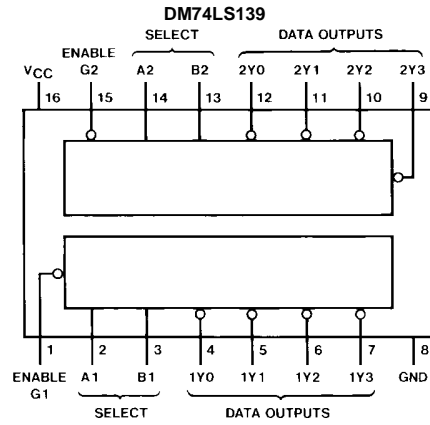 DM74LS139
SELECT DATA OUTPUTS
ENABLE
VCC G2 A2 B2 2Y0 2Y1 2Y2 2Y3
16 15 14 13 12 11 10 9
1 2 3 4 5 6 7 8
ENABLE A1 B1 1Y0 1Y1 1Y2 1Y3 GND
G1
SELECT DATA OUTPUTS